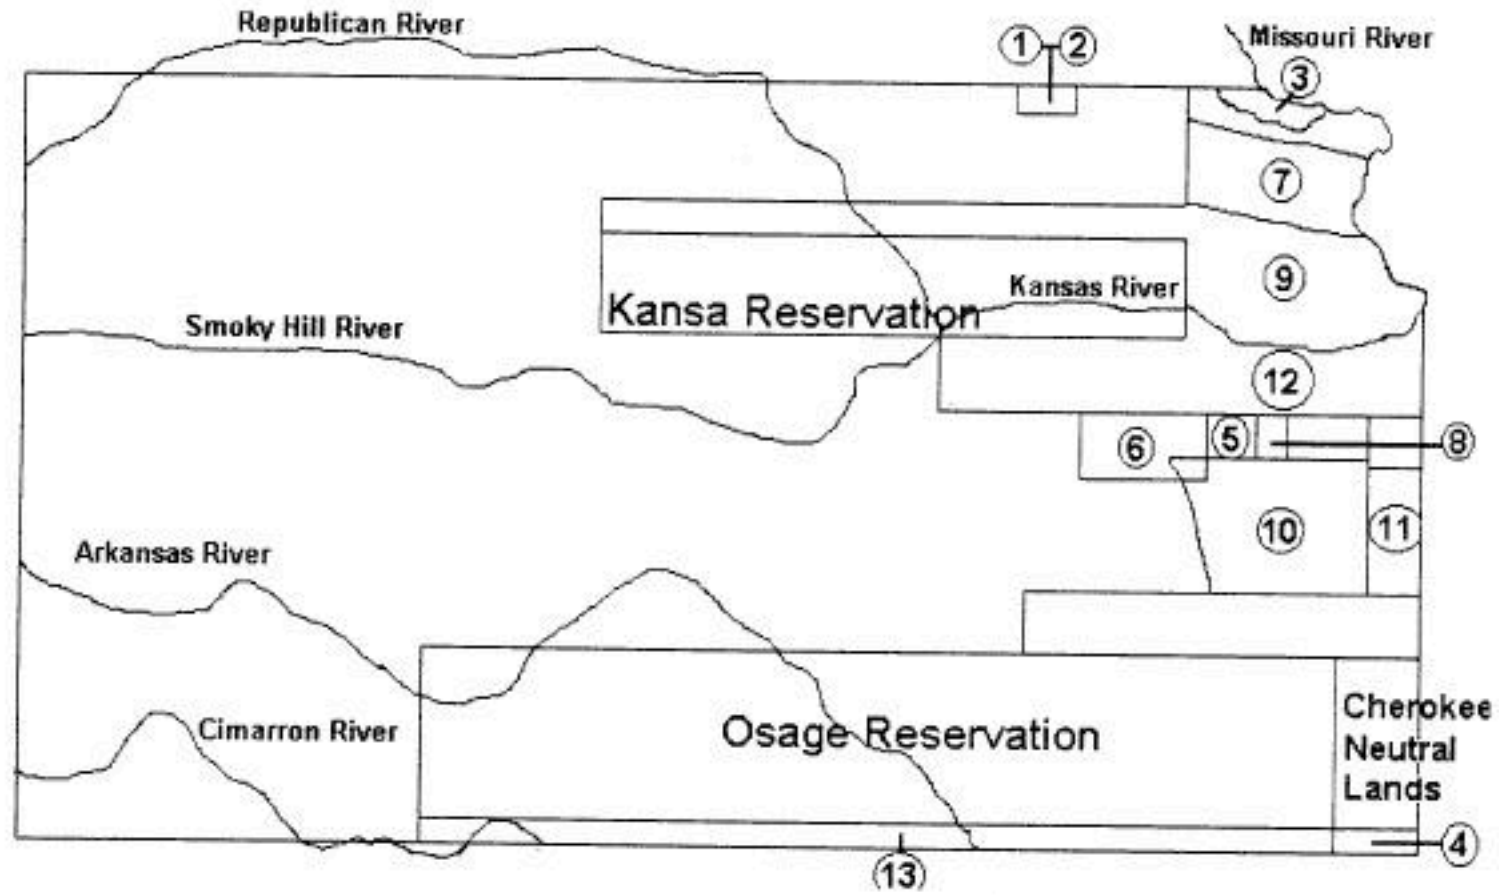 Republican River
1
2
Missouri River
3
7
9
Kansas River
Kansa Reservation
Smoky Hill River
12
6
5
8
10
11
Arkansas River
Cimarron River
Osage Reservation
Cherokee
Neutral
Lands
4
13